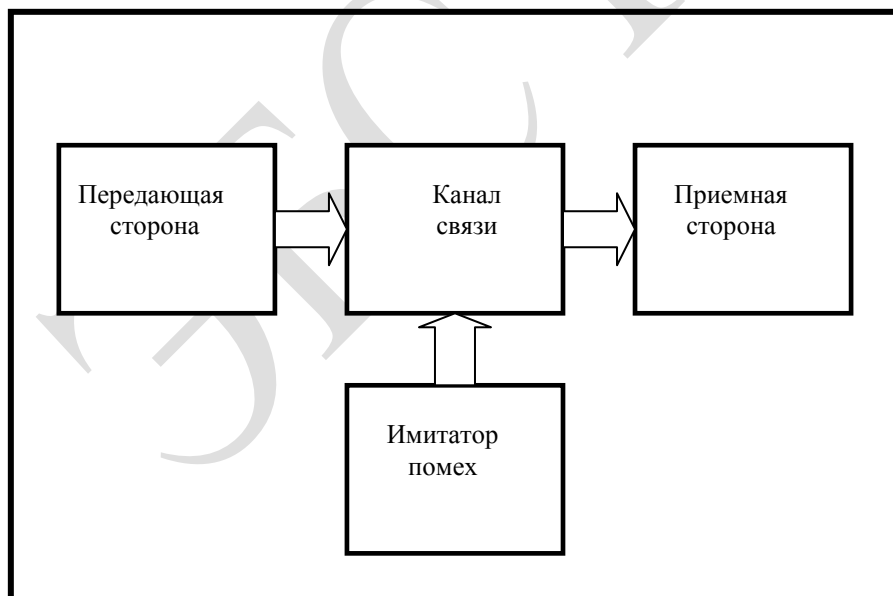 Передающая
сторона
Канал
связи
Приемная
сторона
Имитатор
помех